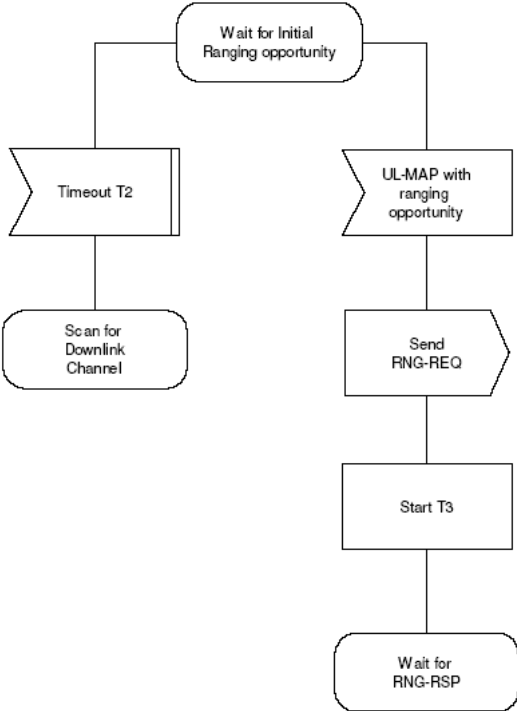 Wait for Initial
Ranging opportunity
Timeout T2
UL-MAP with
ranging
opportunity
Scan for
Downlink
Channel
Send
RNG-REQ
Start T3
Wait for
RNG-RSP